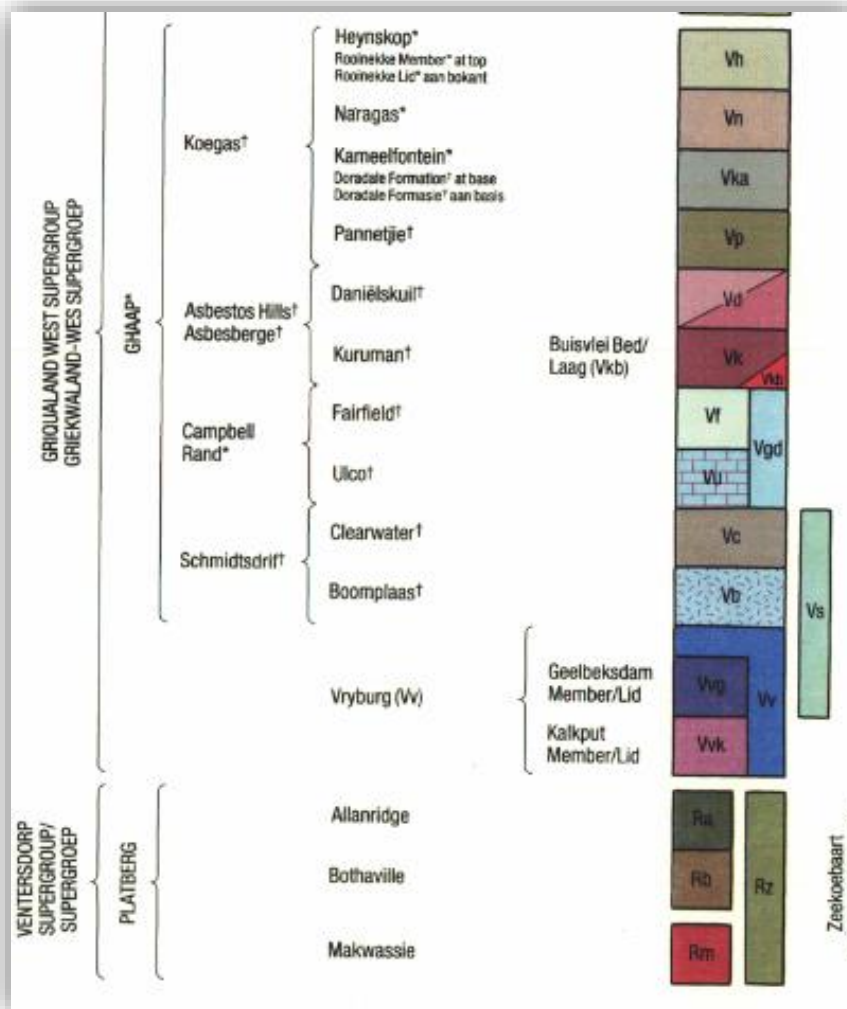 GRIQUALAND WEST SUPERGROUP
GRIEKWALAND-WES SUPERGROEP
GHAAP*
Koegas†
Heynskop*
Rooinekke Member* at top
Rooinekke Lid* aan bokant
Naragas*
Kameelfontein*
Doradale Formation† at base
Doradale Formasie† aan basis
Pannetjie†
Asbestos Hills†
Asbesberge†
Daniëlskuil†
Kuruman†
Buisvlei Bed/
Laag (Vkb)
Campbell
Rand*
Fairfield†
Ulco†
Schmidtsdrif†
Clearwater†
Boomplaas†
Vryburg (Vv)
Geelbeksdam
Member/Lid
Kalkput
Member/Lid
Vh
Vn
Vka
Vp
Vd
Vk
Vkb
Vf
Vgd
Vu
Vc
Vb
Vs
Vvg
Vv
Vvk
VENTERSDORP
SUPERGROUP/
SUPERGROEP
PLATBERG
Allanridge
Bothaville
Makwassie
Ra
Rb
Rz
Rm
Zeekoebaart